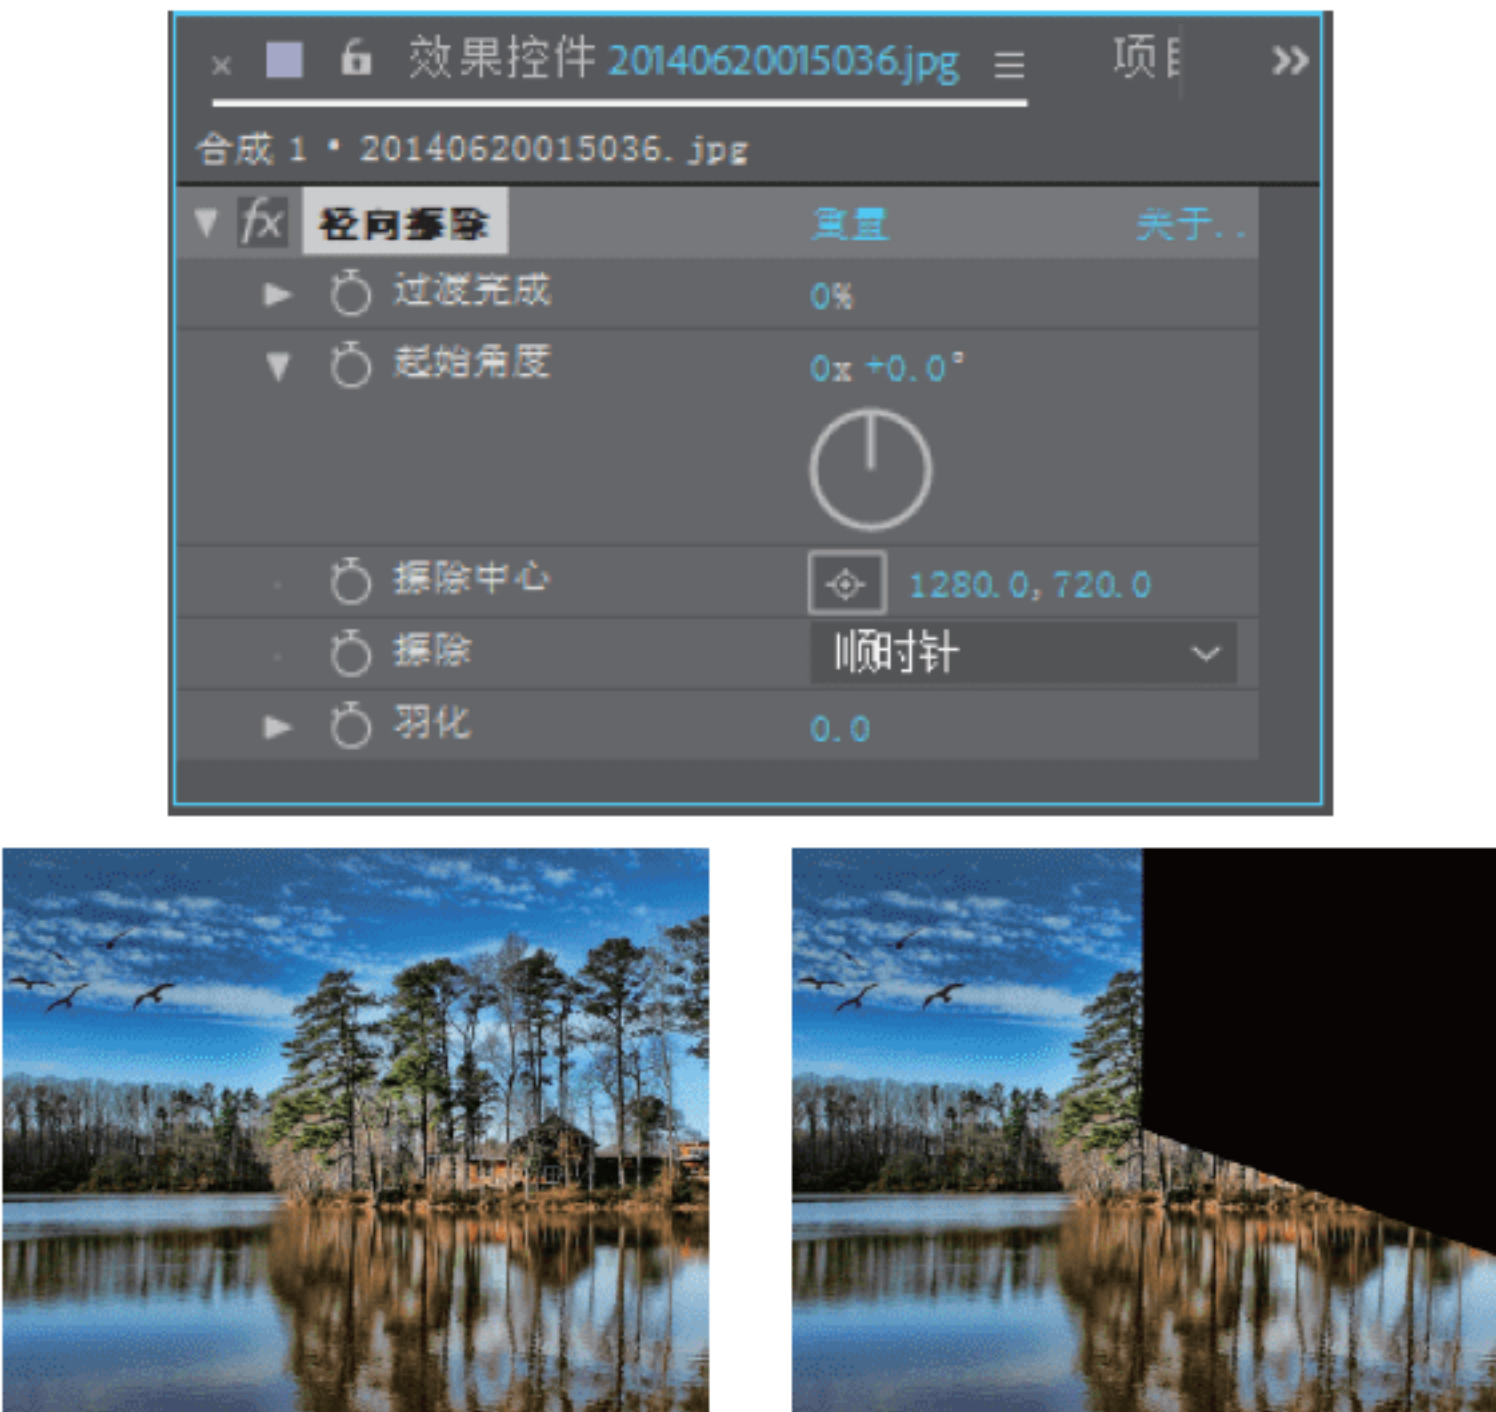 × 效果控件 20140620015036.jpg ≡ 项目 »
合成 1 • 20140620015036.jpg
fx 径向擦除 重置 关于..
过渡完成 0%
起始角度 0x +0.0°
擦除中心 1280.0, 720.0
擦除 顺时针
羽化 0.0